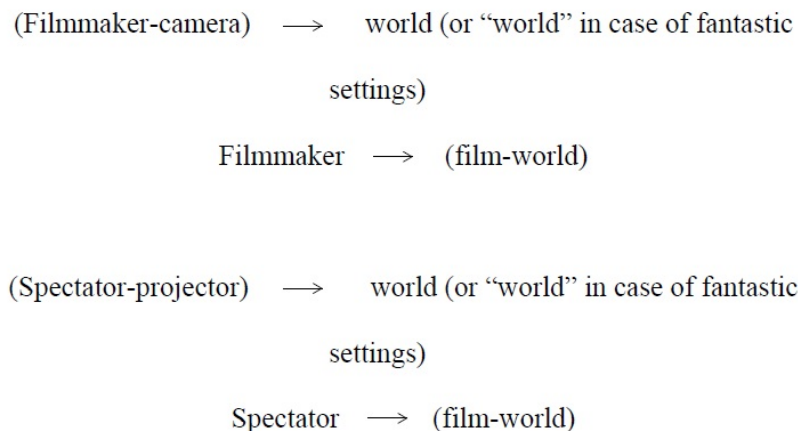 (Filmmaker-camera) → world (or “world” in case of fantastic
settings)
Filmmaker → (film-world)
(Spectator-projector) → world (or “world” in case of fantastic
settings)
Spectator → (film-world)